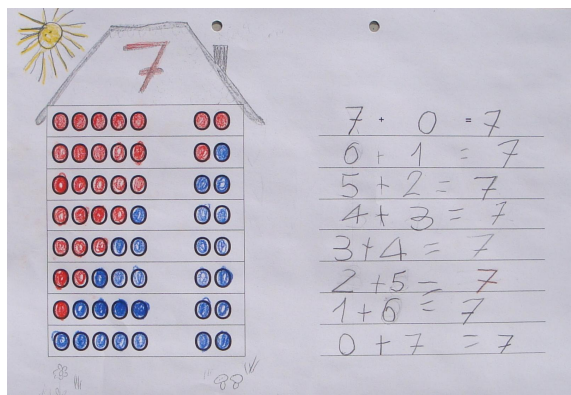 7
7 + 0 = 7
6 + 1 = 7
5 + 2 = 7
4 + 3 = 7
3 + 4 = 7
2 + 5 = 7
1 + 6 = 7
0 + 7 = 7